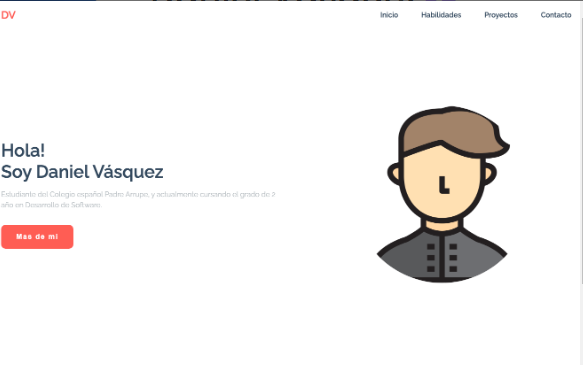 DV
Inicio Habilidades Proyectos Contacto
Hola!
Soy Daniel Vásquez
Estudiante del Colegio español Padre Arrupe, y actualmente cursando el grado de 2
año en Desarrollo de Software.
Mas de mi